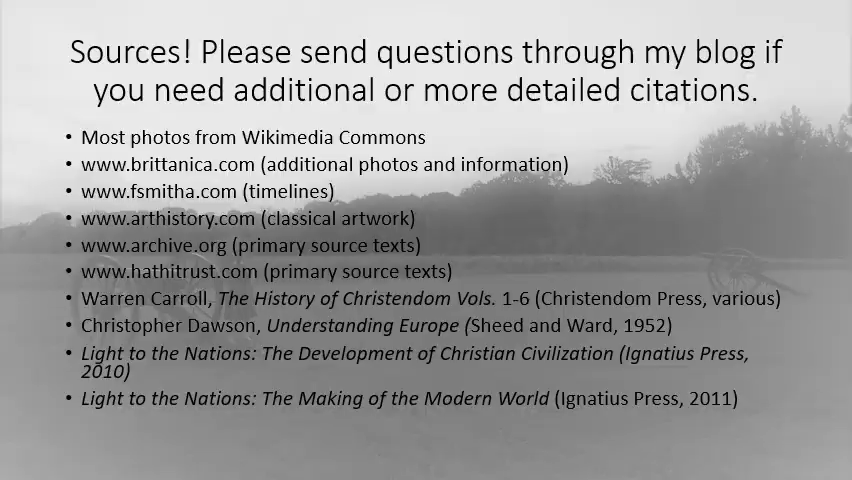 Sources! Please send questions through my blog if
you need additional or more detailed citations.
• Most photos from Wikimedia Commons
• www.brittanica.com (additional photos and information)
• www.fsmitha.com (timelines)
• www.arthistory.com (classical artwork)
• www.archive.org (primary source texts)
• www.hathitrust.com (primary source texts)
• Warren Carroll, The History of Christendom Vols. 1-6 (Christendom Press, various)
• Christopher Dawson, Understanding Europe (Sheed and Ward, 1952)
• Light to the Nations: The Development of Christian Civilization (Ignatius Press,
2010)
• Light to the Nations: The Making of the Modern World (Ignatius Press, 2011)